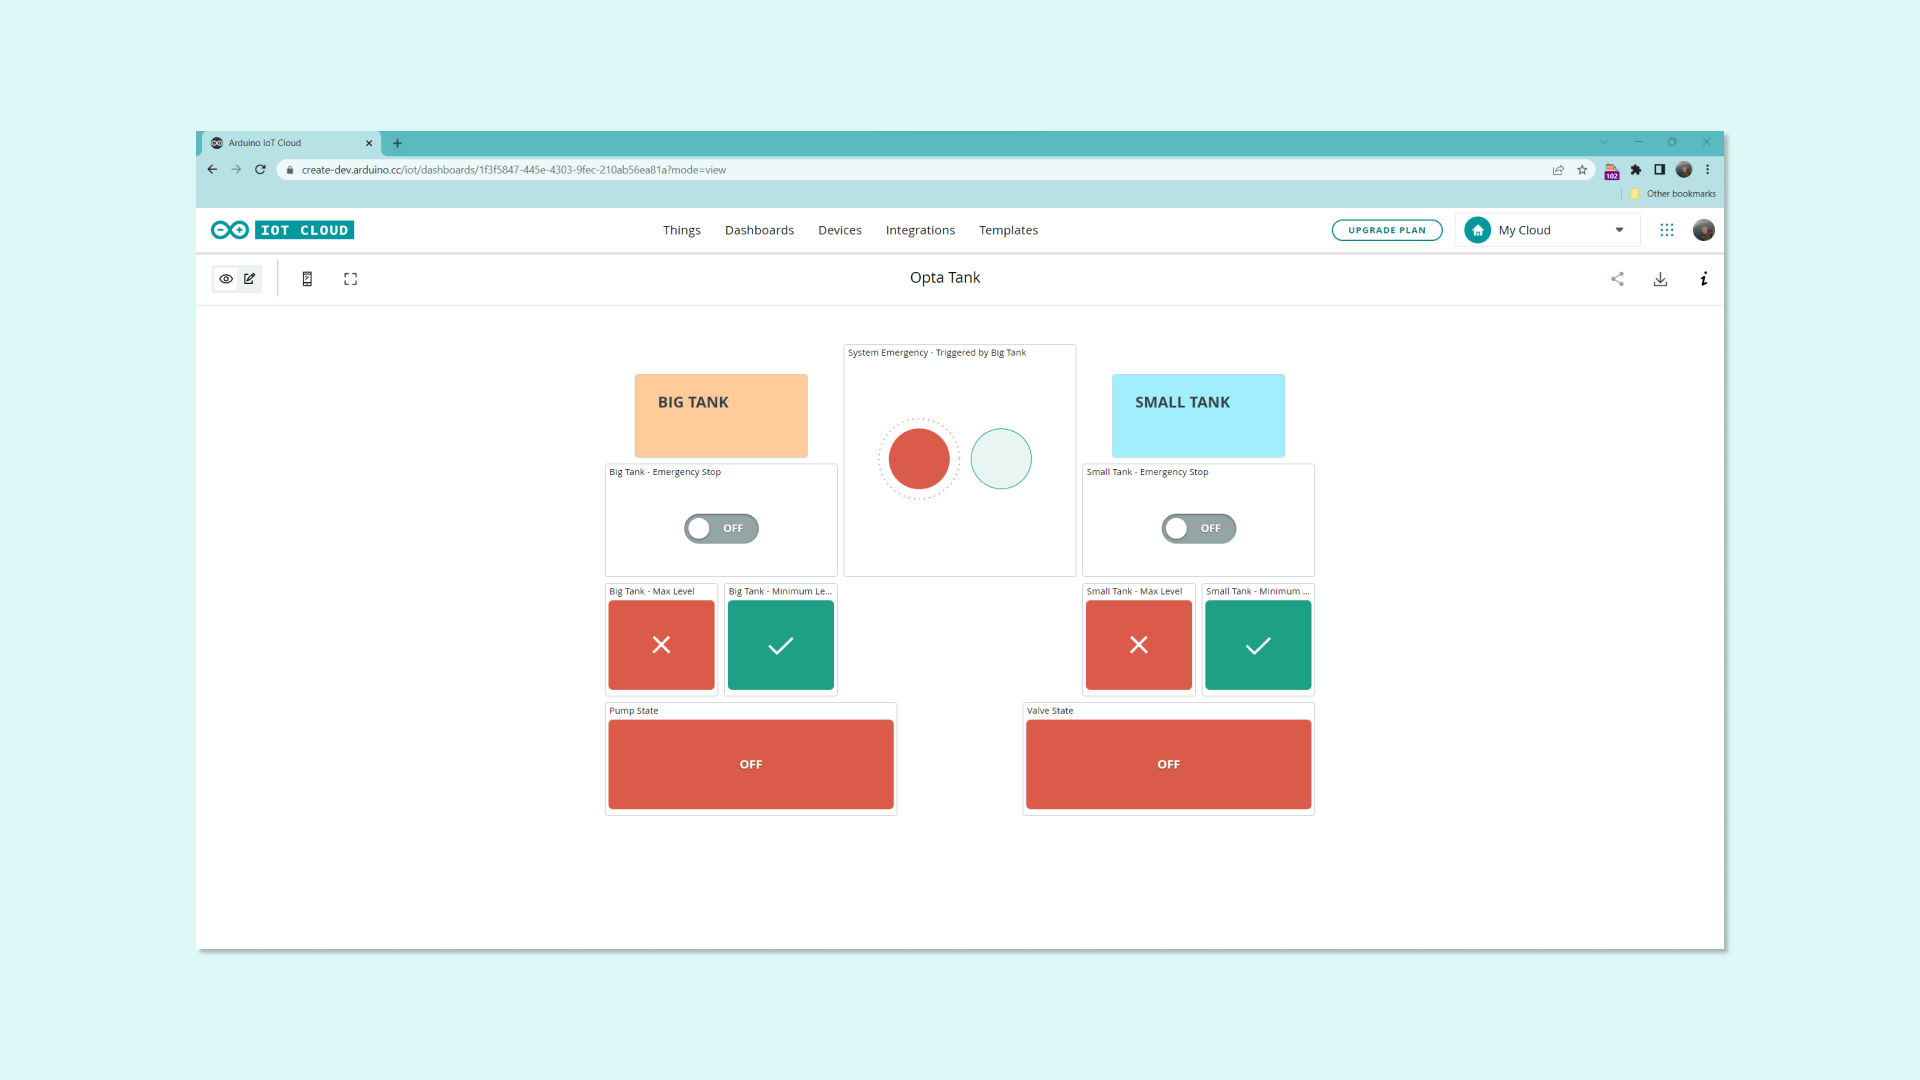 Arduino IoT Cloud
create-dev.arduino.cc/iot/dashboards/1f3f5847-445e-4303-9fec-210ab56ea81a?mode=view
102
Other bookmarks
IOT CLOUD
Things
Dashboards
Devices
Integrations
Templates
UPGRADE PLAN
My Cloud
Opta Tank
System Emergency - Triggered by Big Tank
BIG TANK
SMALL TANK
Big Tank - Emergency Stop
Small Tank - Emergency Stop
OFF
OFF
Big Tank - Max Level
Big Tank - Minimum Le...
Small Tank - Max Level
Small Tank - Minimum ...
Pump State
Valve State
OFF
OFF